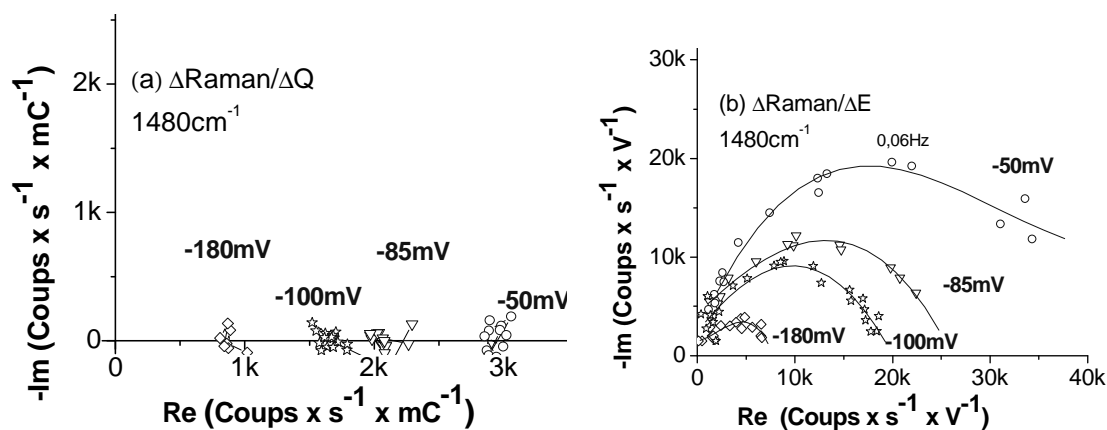 (a) ΔRaman/ΔQ
1480cm⁻¹
2k
1k
0
-180mV
-85mV
-100mV
-50mV
0
1k
2k
3k
-Im (Coups x s⁻¹ x mC⁻¹)
Re (Coups x s⁻¹ x mC⁻¹)
(b) ΔRaman/ΔE
1480cm⁻¹
30k
20k
10k
0
0,06Hz
-50mV
-85mV
-100mV
-180mV
0
10k
20k
30k
40k
-Im (Coups x s⁻¹ x V⁻¹)
Re (Coups x s⁻¹ x V⁻¹)